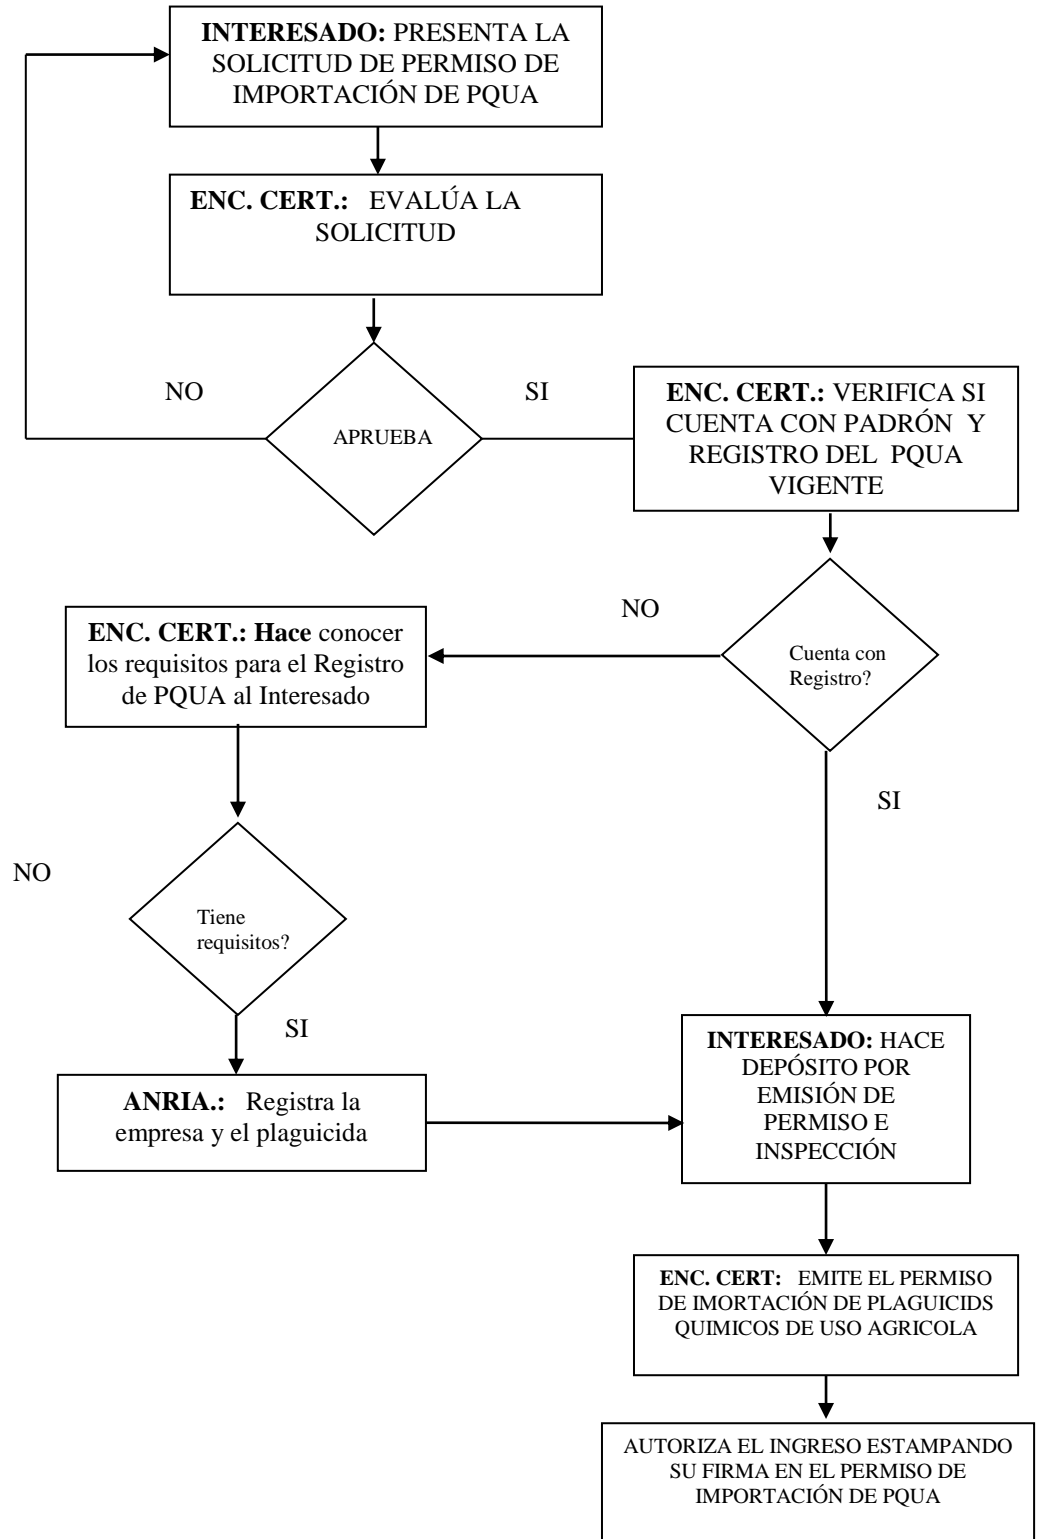 INTERESADO: PRESENTA LA
SOLICITUD DE PERMISO DE
IMPORTACIÓN DE PQUA
ENC. CERT.: EVALÚA LA
SOLICITUD
NO
SI
APRUEBA
ENC. CERT.: VERIFICA SI
CUENTA CON PADRÓN Y
REGISTRO DEL PQUA
VIGENTE
NO
ENC. CERT.: Hace conocer
los requisitos para el Registro
de PQUA al Interesado
Cuenta con
Registro?
SI
NO
Tiene
requisitos?
SI
ANRIA.: Registra la
empresa y el plaguicida
INTERESADO: HACE
DEPÓSITO POR
EMISIÓN DE
PERMISO E
INSPECCIÓN
ENC. CERT: EMITE EL PERMISO
DE IMORTACIÓN DE PLAGUICIDS
QUIMICOS DE USO AGRICOLA
AUTORIZA EL INGRESO ESTAMPANDO
SU FIRMA EN EL PERMISO DE
IMPORTACIÓN DE PQUA